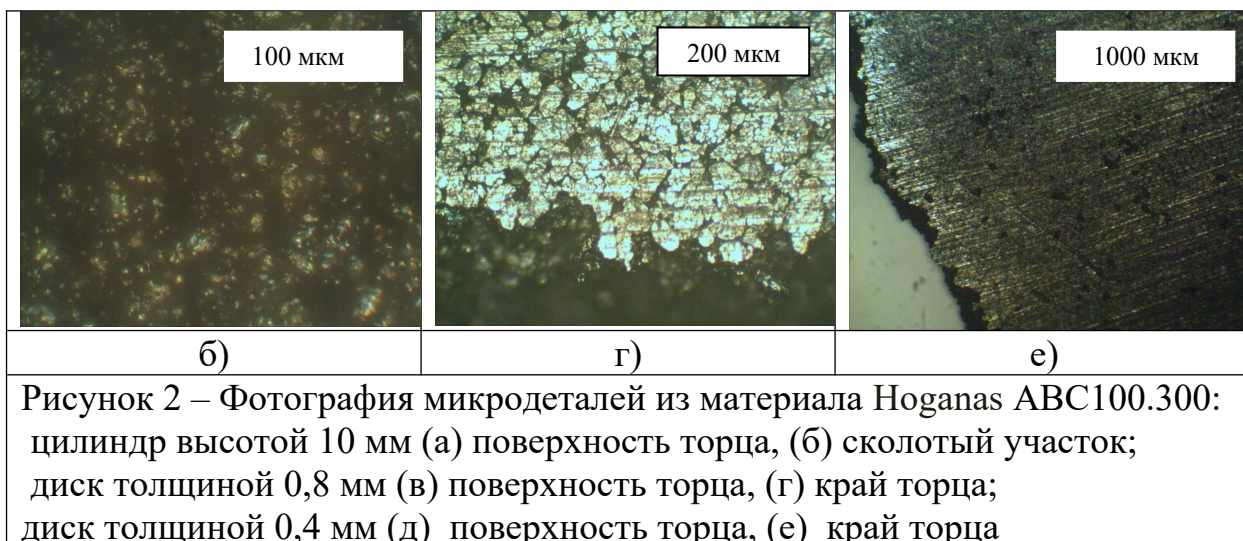 100 мкм
200 мкм
1000 мкм
б)
г)
е)
Рисунок 2 – Фотография микродеталей из материала Hoganas ABC100.300:
цилиндр высотой 10 мм (а) поверхность торца, (б) сколотый участок;
диск толщиной 0,8 мм (в) поверхность торца, (г) край торца;
диск толщиной 0,4 мм (д) поверхность торца, (е) край торца